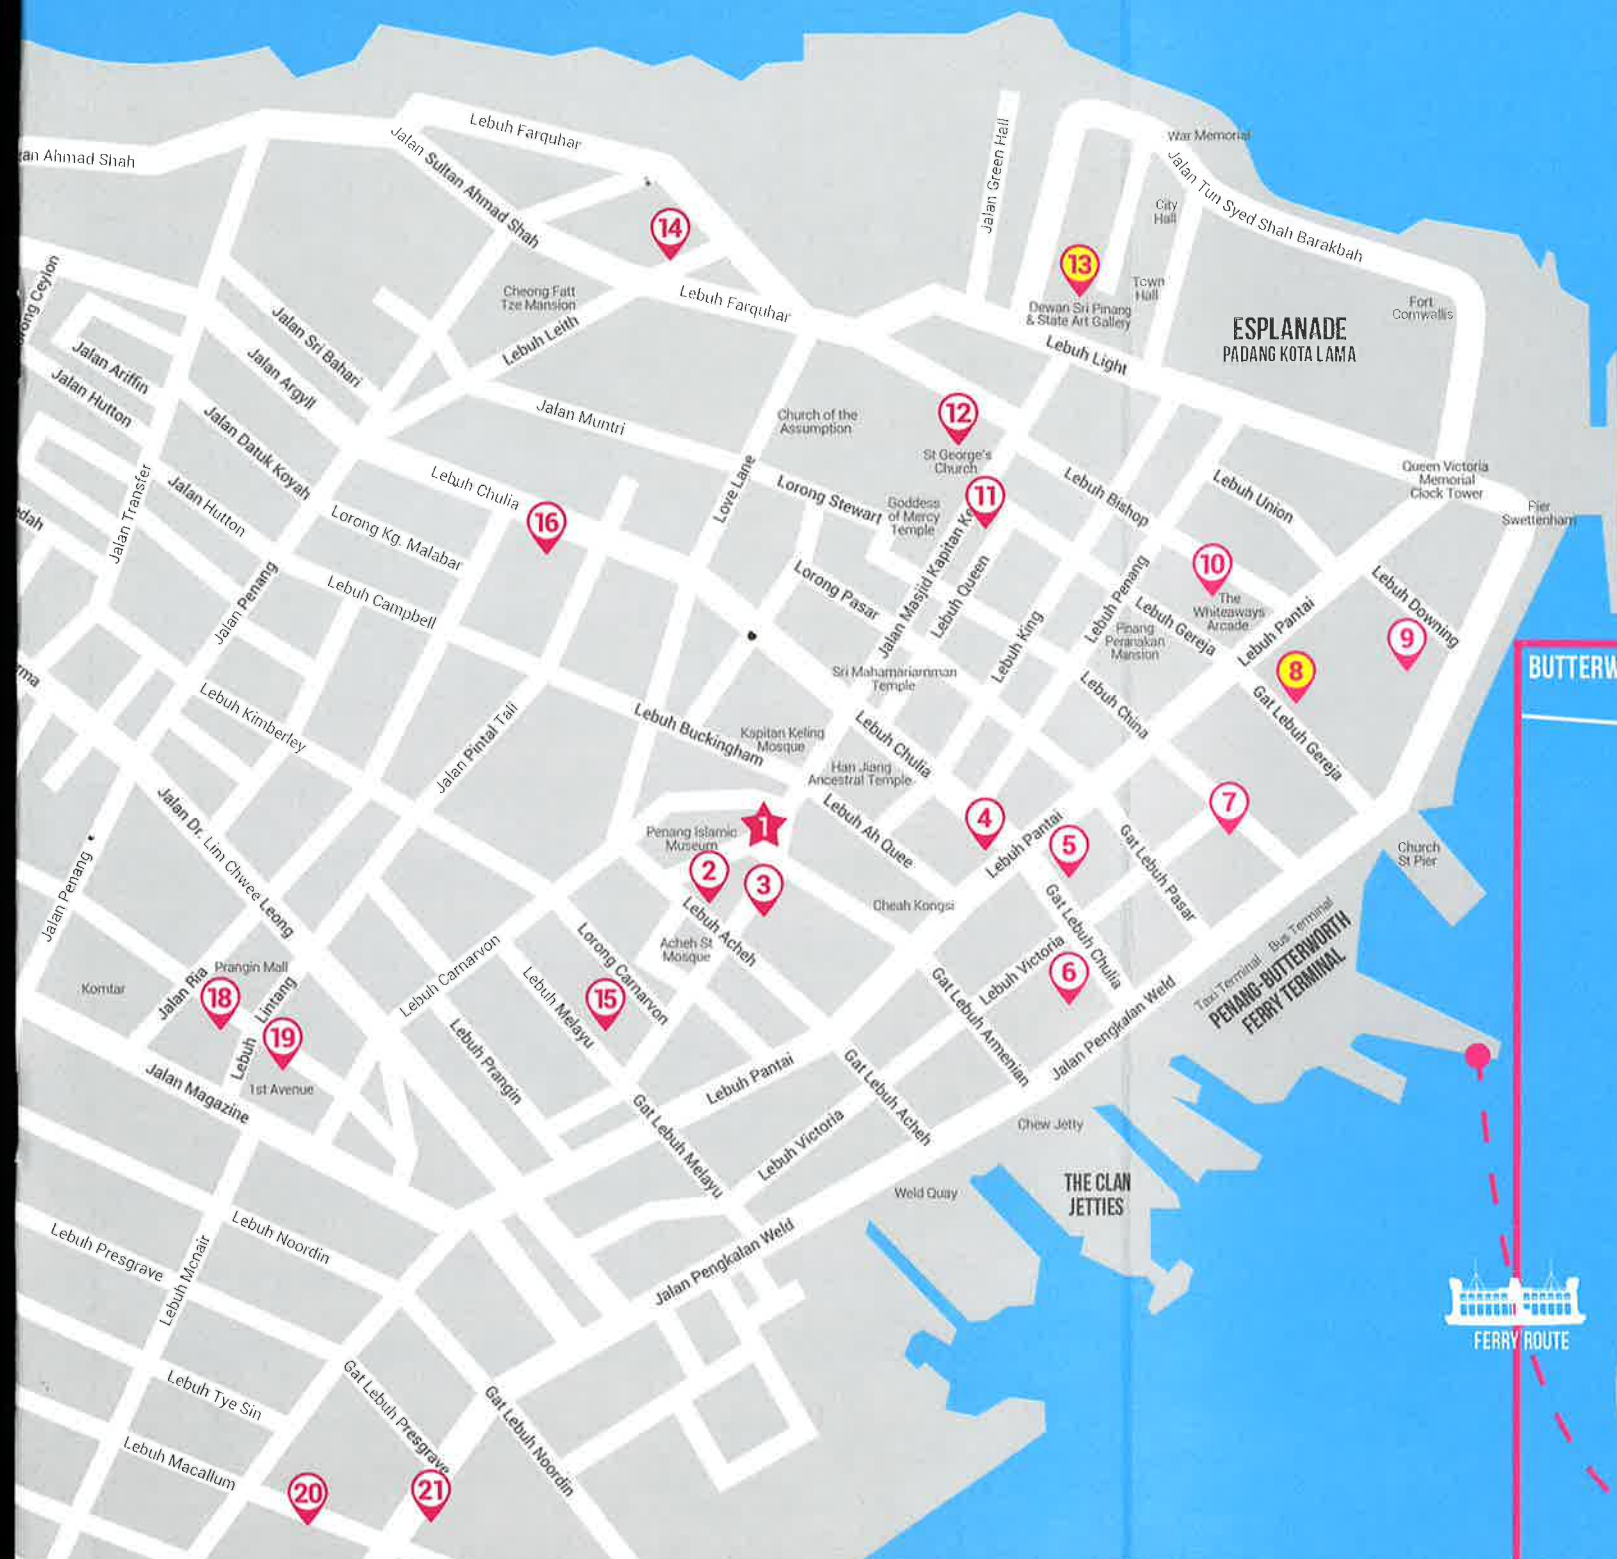 Lebuh Farquhar
Jalan Sultan Ahmad Shah
an Ahmad Shah
Jalan Green Hall
War Memorial
Jalan Tun Syed Shah Barakbah
City
Hall
14
13
Dewan Sri Pinang
& State Art Gallery
Town
Hall
Fort
Cornwallis
ESPLANADE
PADANG KOTA LAMA
Cheong Fatt
Tze Mansion
Lebuh Farquhar
Lebuh Leith
Lebuh Light
rong Ceylon
Jalan Sri Bahari
Jalan Argyll
Jalan Ariffin
Jalan Hutton
Jalan Datuk Koyah
Jalan Muntri
Church of the
Assumption
12
St George's
Church
Lebuh Chulia
16
Love Lane
Lorong Stewart
Goddess
of Mercy
Temple
11
Jalan Masjid Kapitan Ke
Lebuh Bishop
Lebuh Union
Queen Victoria
Memorial
Clock Tower
Pier
Swettenham
Jalan Transfer
Jalan Hutton
edah
Lorong Kg. Malabar
Lebuh Campbell
Jalan Penang
Lorong Pasar
Lebuh Queen
Lebuh King
Lebuh Penang
10
The
Whiteaways
Arcade
Lebuh Gereja
Pinang
Peranakan
Mansion
Lebuh Pantai
Lebuh Downing
9
8
Gat Lebuh Gereja
BUTTERW
Sri Mahamariamman
Temple
rma
Lebuh Kimberley
Jalan Pintal Tali
Lebuh Buckingham
Kapitan Keling
Mosque
Lebuh Chulia
Lebuh China
Han Jiang
Ancestral Temple
Lebuh Ah Quee
Jalan Dr. Lim Chwee Leong
Jalan Penang
Penang Islamic
Museum
1
2
3
4
5
7
Lebuh Pantai
Gat Lebuh Pasar
Church
St Pier
Cheah Kongsi
Lebuh Acheh
Acheh St
Mosque
Gat Lebuh Chulia
Lebuh Victoria
6
Taxi Terminal Bus Terminal
PENANG-BUTTERWORTH
FERRY TERMINAL
Lebuh Carnarvon
Lorong Carnarvon
Lebuh Melayu
15
Gat Lebuh Armenian
Jalan Pengkalan Weld
Komtar
Jalan Ria
Prangin Mall
18
Lebuh Lintang
19
1st Avenue
Lebuh Prangin
Jalan Magazine
Lebuh Pantai
Gat Lebuh Acheh
Gat Lebuh Melayu
Lebuh Victoria
Chew Jetty
THE CLAN
JETTIES
Weld Quay
Jalan Pengkalan Weld
Lebuh Noordin
Lebuh Presgrave
Lebuh Mcnair
FERRY ROUTE
Lebuh Tye Sin
Gat Lebuh Presgrave
Gat Lebuh Noordin
Lebuh Macallum
20
21